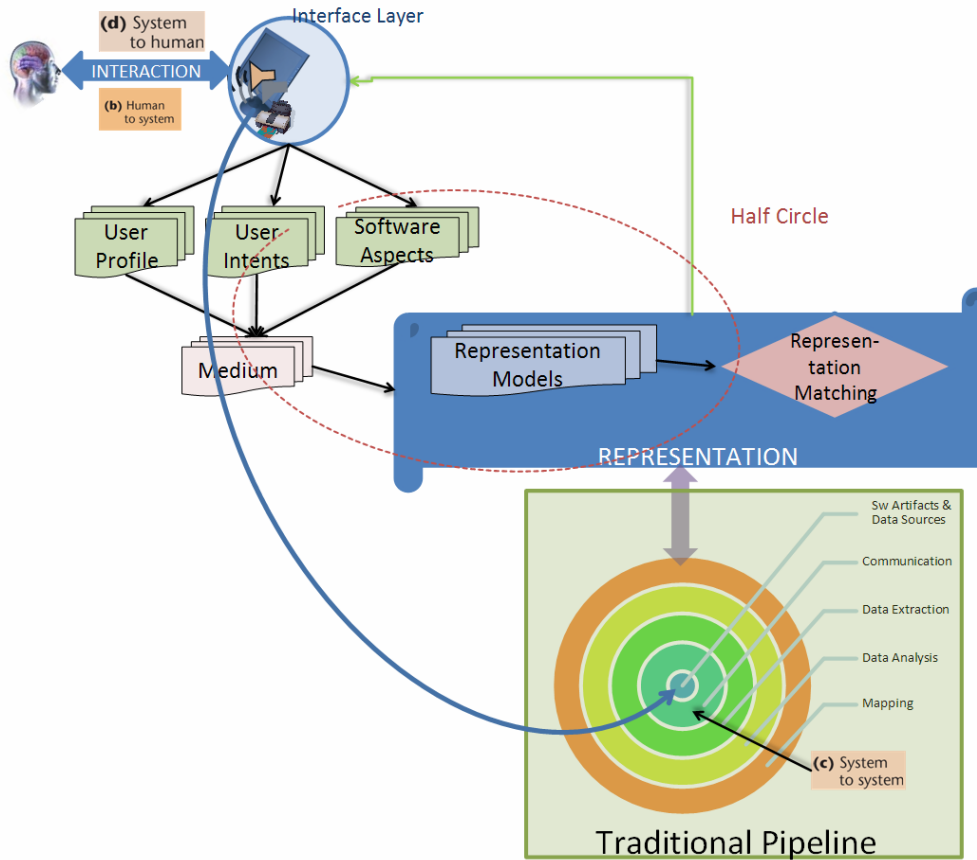 Interface Layer
(d) System
to human
INTERACTION
(b) Human
to system
User
Profile
User
Intents
Software
Aspects
Half Circle
Medium
Representation
Models
Represen-
tation
Matching
REPRESENTATION
Sw Artifacts &
Data Sources
Communication
Data Extraction
Data Analysis
Mapping
(c) System
to system
Traditional Pipeline